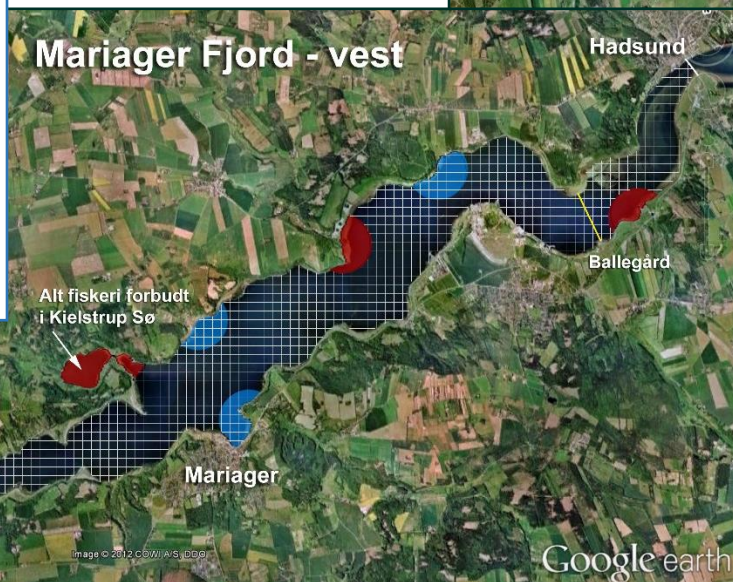 Mariager Fjord - vest
Hadsund
Ballegård
Alt fiskeri forbudt
i Kielstrup Sø
Mariager
Image © 2012 COWI A/S, DDO
Google earth